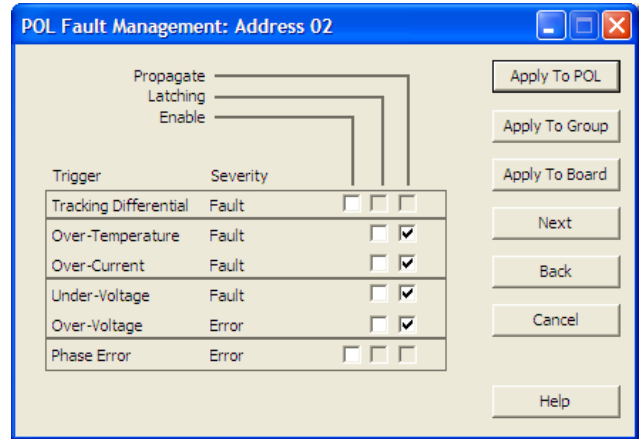 POL Fault Management: Address 02
Propagate
Latching
Enable
Trigger Severity
Tracking Differential Fault
Over-Temperature Fault
Over-Current Fault
Under-Voltage Fault
Over-Voltage Error
Phase Error Error
Apply To POL
Apply To Group
Apply To Board
Next
Back
Cancel
Help